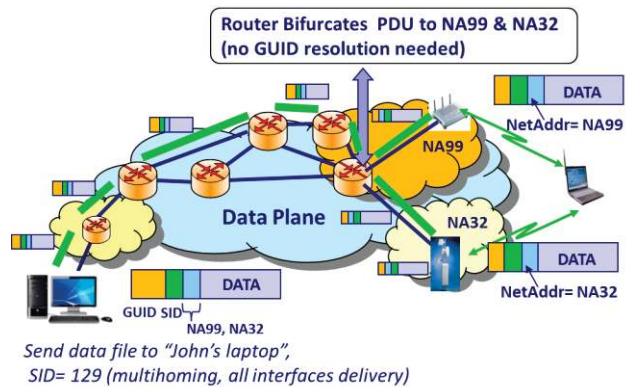 Router Bifurcates PDU to NA99 & NA32
(no GUID resolution needed)
DATA
NetAddr= NA99
NA99
Data Plane
NA32
DATA
NetAddr= NA32
DATA
GUID SID
NA99, NA32
Send data file to "John's laptop",
SID= 129 (multihoming, all interfaces delivery)